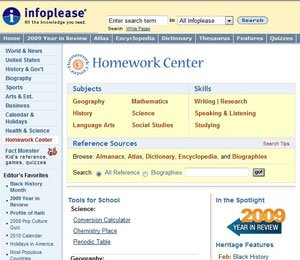 infoplease®
All the knowledge you need.
Enter search term in All Infoplease Search
Search White Pages
Home 2009 Year in Review Atlas Encyclopedia Dictionary Thesaurus Features Quizzes
World & News
United States
History & Gov't
Biography
Sports
Arts & Ent.
Business
Calendar & Holidays
Health & Science
Homework Center
Fact Monster
Kid's reference, games, quizzes
Editor's Favorites
Black History Month
2009 Year in Review
Profile of Haiti
2009 Pop Culture Quiz
2010 Calendar
Holidays in America
Most Populous Countries
Homework Center
Subjects
Geography Mathematics
History Science
Language Arts Social Studies
Skills
Writing | Research
Speaking & Listening
Studying
Reference Sources Search Tips
Browse: Almanacs, Atlas, Dictionary, Encyclopedia, and Biographies
Search: All Reference Biographies go!
Tools for School
Science:
Conversion Calculator
Chemistry Place
Periodic Table
Geography:
In the Spotlight
2009
YEAR IN REVIEW
Heritage Features
Feb: Black History